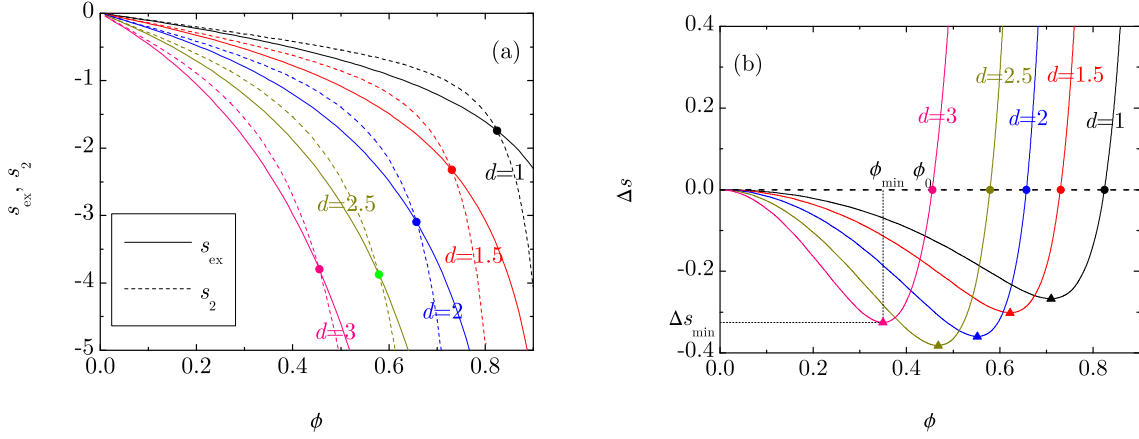 0
-1
-2
-3
-4
-5
0.0
0.2
0.4
0.6
0.8
s_ex, s_2
ϕ
(a)
d=1
d=2.5
d=1.5
d=2
d=3
s_ex
s_2
0.4
0.2
0.0
-0.2
-0.4
0.0
0.2
0.4
0.6
0.8
Δs
ϕ
(b)
d=2.5
d=1.5
d=3
d=2
d=1
ϕ_min ϕ_0
Δs_min